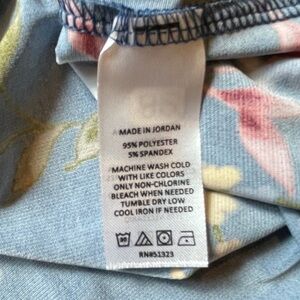 MADE IN JORDAN
95% POLYESTER
5% SPANDEX
MACHINE WASH COLD
WITH LIKE COLORS
ONLY NON-CHLORINE
BLEACH WHEN NEEDED
TUMBLE DRY LOW
COOL IRON IF NEEDED
RN#51323